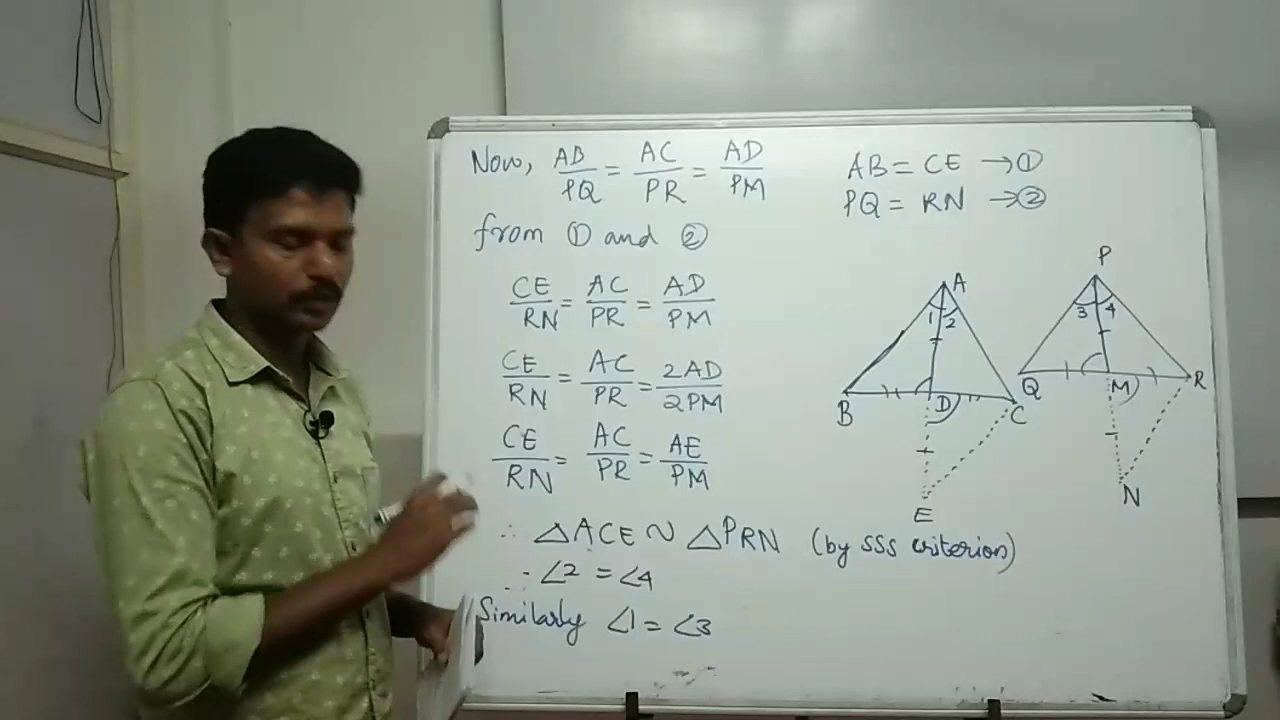 Now, AB/PQ = AC/PR = AD/PM
from ① and ②
CE/RN = AC/PR = AD/PM
CE/RN = AC/PR = 2AD/2PM
CE/RN = AC/PR = AE/PM
∴ △ACE ~ △PRN (by SSS criterion)
∴ ∠2 = ∠4
Similarly ∠1 = ∠3
AB = CE → ①
PQ = RN → ②
A
1 2
B D C
E
P
3 4
Q M R
N